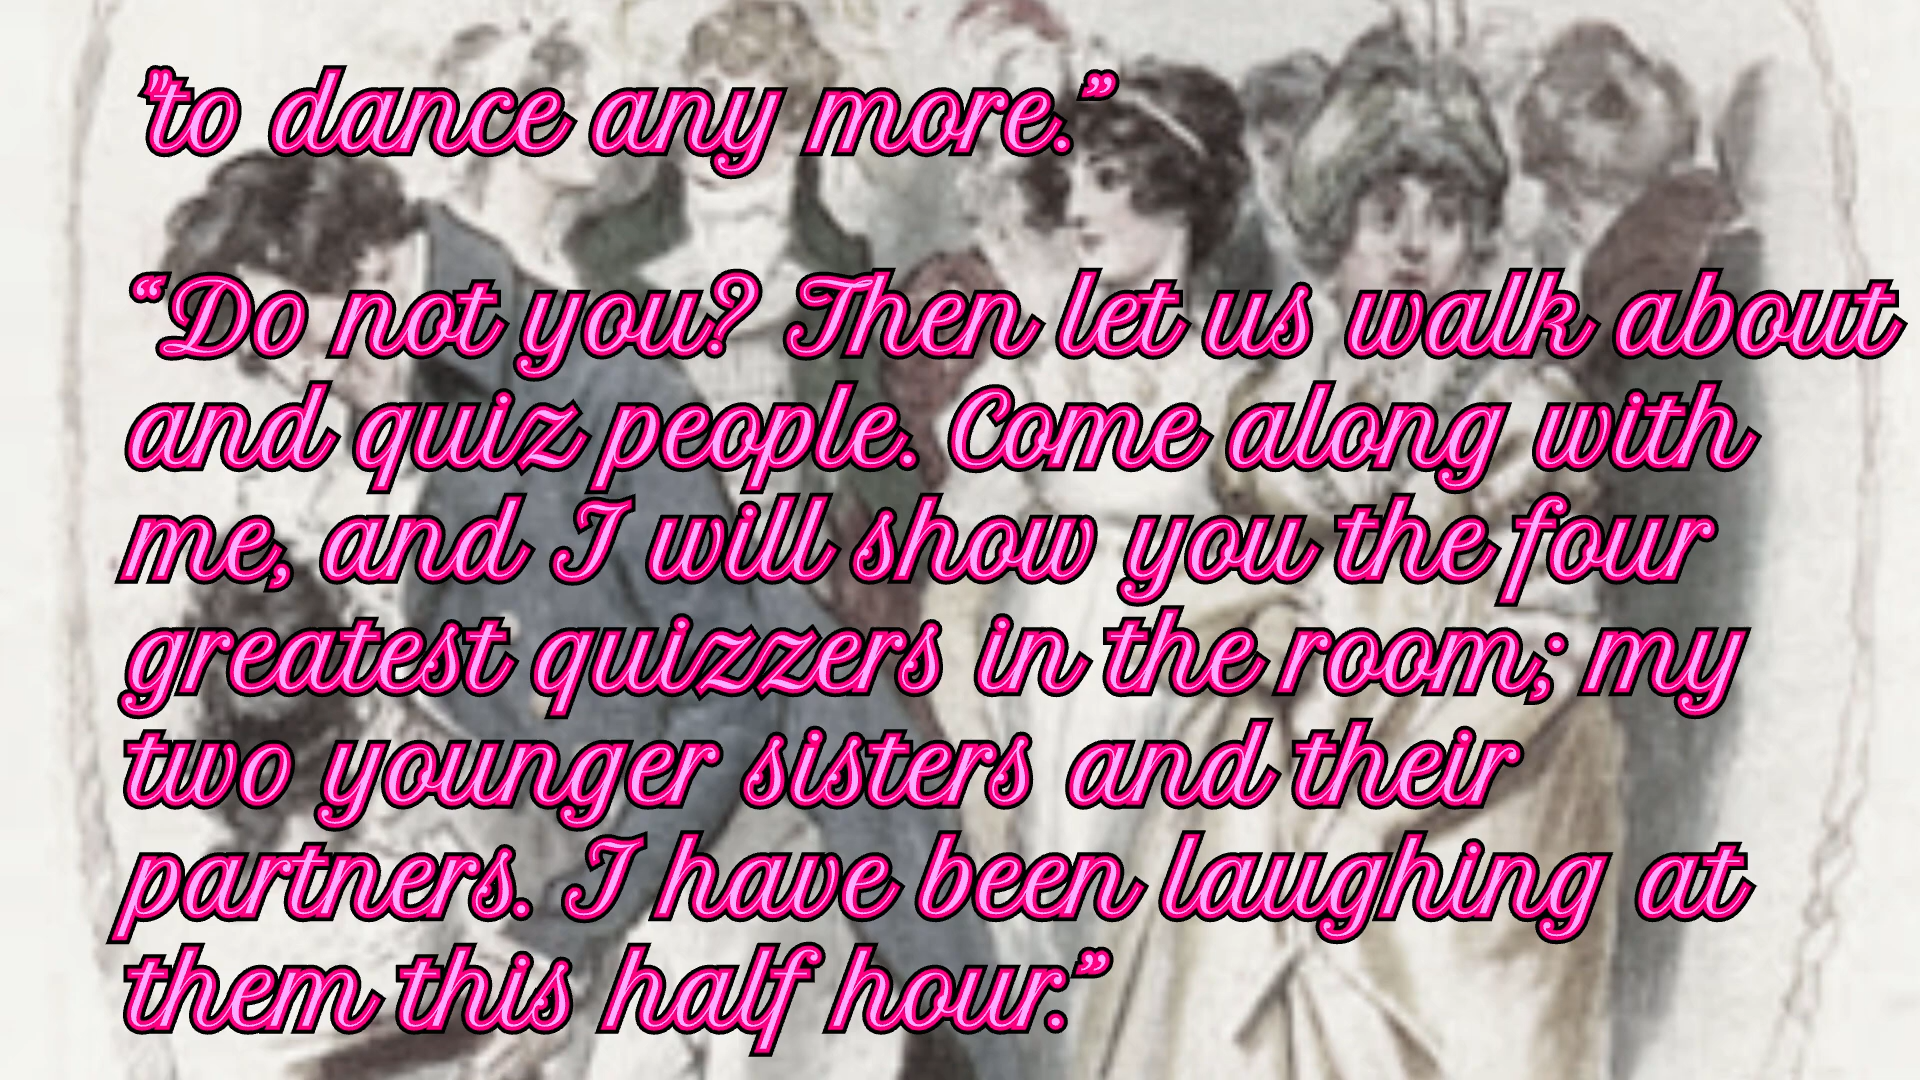 "to dance any more.”
“Do not you? Then let us walk about
and quiz people. Come along with
me, and I will show you the four
greatest quizzers in the room; my
two younger sisters and their
partners. I have been laughing at
them this half hour.”